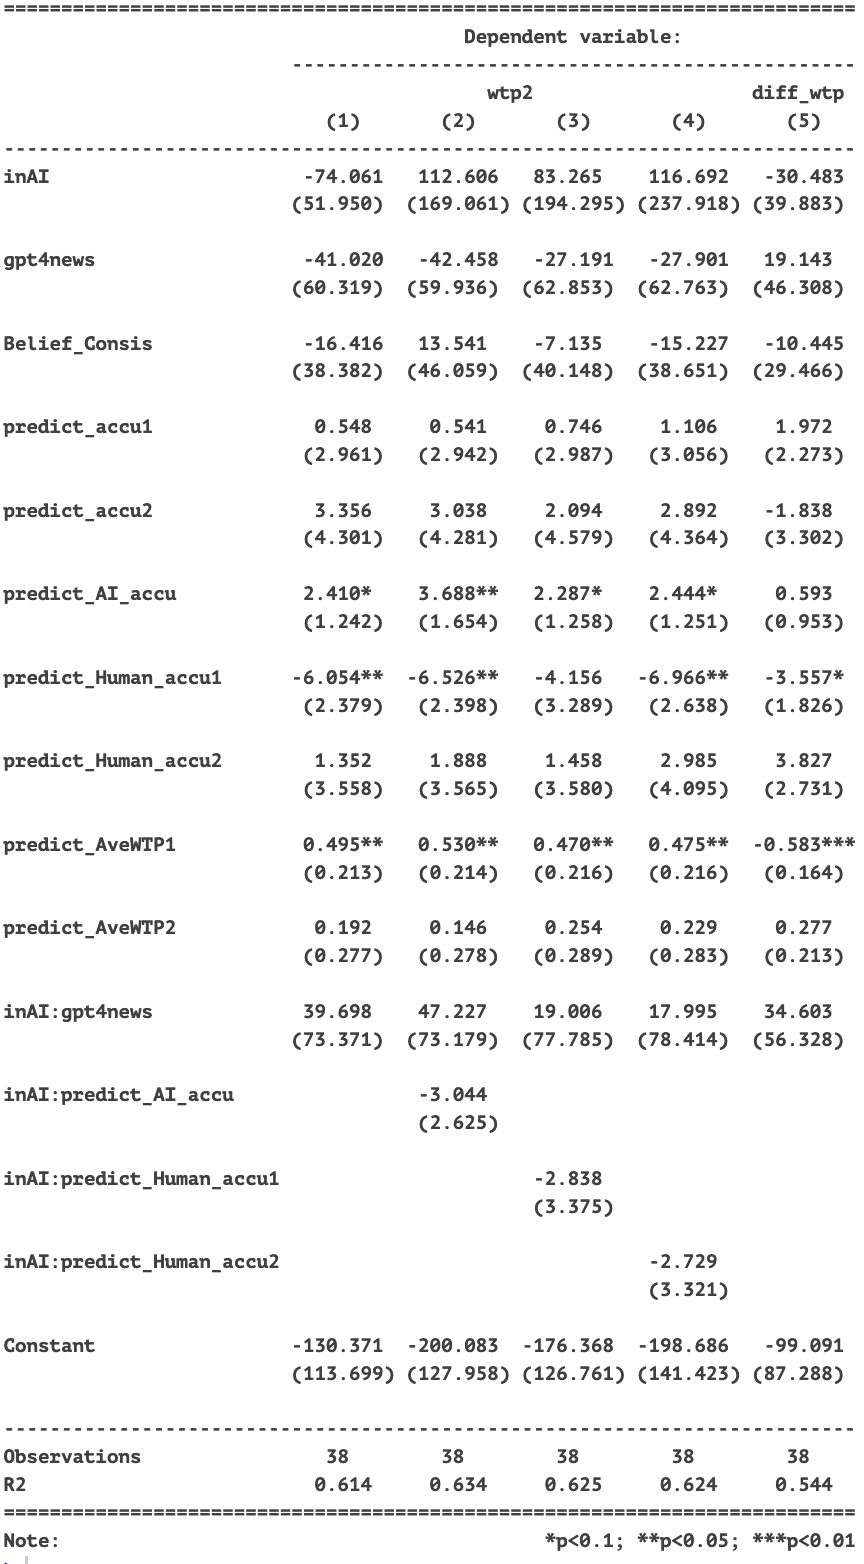 ==========================================================================
Dependent variable:
-------------------------------------------------
wtp2 diff_wtp
(1) (2) (3) (4) (5)
--------------------------------------------------------------------------
inAI -74.061 112.606 83.265 116.692 -30.483
(51.950) (169.061) (194.295) (237.918) (39.883)
gpt4news -41.020 -42.458 -27.191 -27.901 19.143
(60.319) (59.936) (62.853) (62.763) (46.308)
Belief_Consis -16.416 13.541 -7.135 -15.227 -10.445
(38.382) (46.059) (40.148) (38.651) (29.466)
predict_accu1 0.548 0.541 0.746 1.106 1.972
(2.961) (2.942) (2.987) (3.056) (2.273)
predict_accu2 3.356 3.038 2.094 2.892 -1.838
(4.301) (4.281) (4.579) (4.364) (3.302)
predict_AI_accu 2.410* 3.688** 2.287* 2.444* 0.593
(1.242) (1.654) (1.258) (1.251) (0.953)
predict_Human_accu1 -6.054** -6.526** -4.156 -6.966** -3.557*
(2.379) (2.398) (3.289) (2.638) (1.826)
predict_Human_accu2 1.352 1.888 1.458 2.985 3.827
(3.558) (3.565) (3.580) (4.095) (2.731)
predict_AveWTP1 0.495** 0.530** 0.470** 0.475** -0.583***
(0.213) (0.214) (0.216) (0.216) (0.164)
predict_AveWTP2 0.192 0.146 0.254 0.229 0.277
(0.277) (0.278) (0.289) (0.283) (0.213)
inAI:gpt4news 39.698 47.227 19.006 17.995 34.603
(73.371) (73.179) (77.785) (78.414) (56.328)
inAI:predict_AI_accu -3.044
(2.625)
inAI:predict_Human_accu1 -2.838
(3.375)
inAI:predict_Human_accu2 -2.729
(3.321)
Constant -130.371 -200.083 -176.368 -198.686 -99.091
(113.699) (127.958) (126.761) (141.423) (87.288)
--------------------------------------------------------------------------
Observations 38 38 38 38 38
R2 0.614 0.634 0.625 0.624 0.544
==========================================================================
Note: *p<0.1; **p<0.05; ***p<0.01